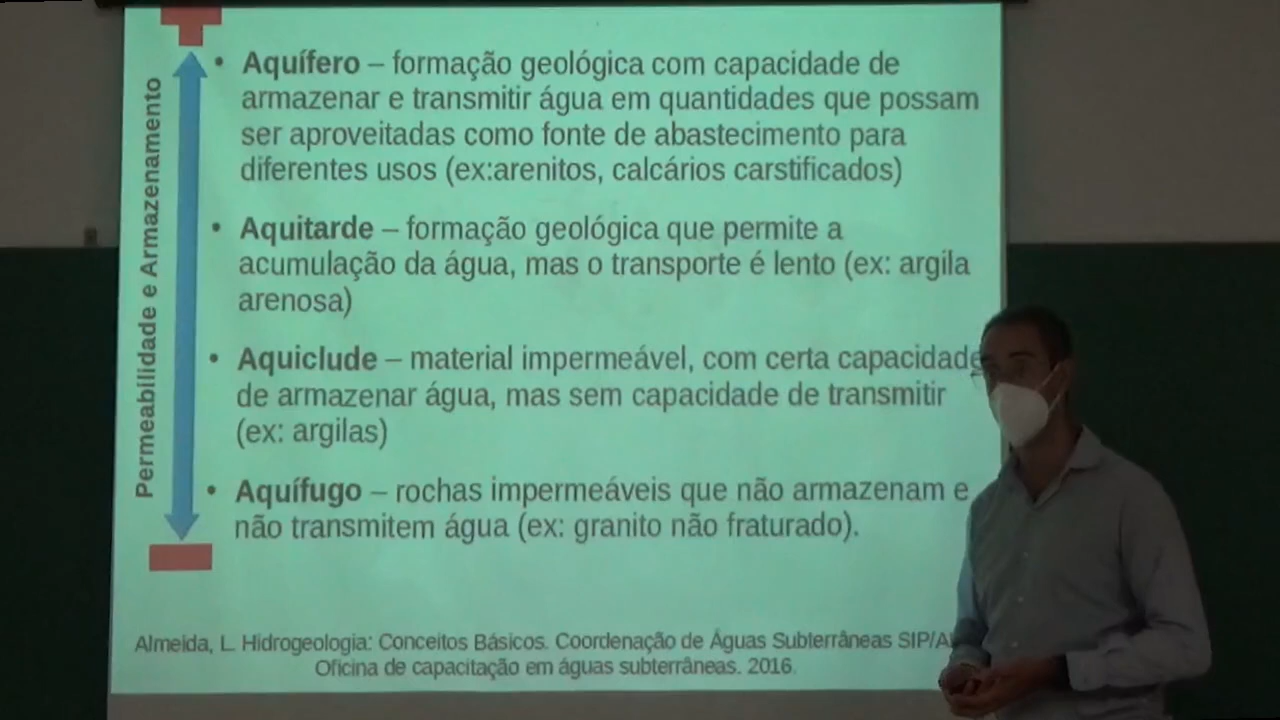 • Aquífero – formação geológica com capacidade de
armazenar e transmitir água em quantidades que possam
ser aproveitadas como fonte de abastecimento para
diferentes usos (ex:arenitos, calcários carstificados)
• Aquitarde – formação geológica que permite a
acumulação da água, mas o transporte é lento (ex: argila
arenosa)
• Aquiclude – material impermeável, com certa capacidade
de armazenar água, mas sem capacidade de transmitir
(ex: argilas)
• Aquífugo – rochas impermeáveis que não armazenam e
não transmitem água (ex: granito não fraturado).
Permeabilidade e Armazenamento
Almeida, L. Hidrogeologia: Conceitos Básicos. Coordenação de Águas Subterrâneas
Oficina de capacitação em águas subterrâneas. 2016.